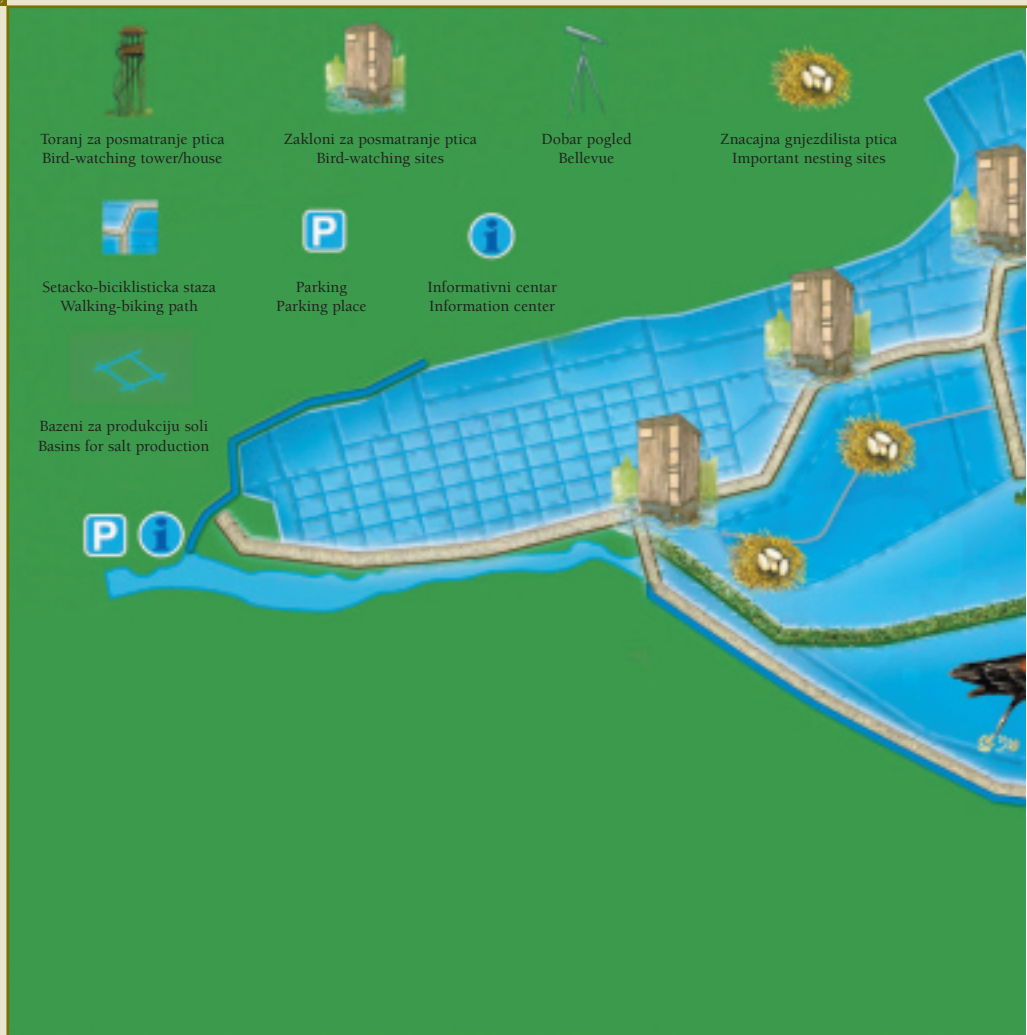 Toranj za posmatranje ptica
Bird-watching tower/house
Zakloni za posmatranje ptica
Bird-watching sites
Dobar pogled
Bellevue
Znacajna gnjezdilista ptica
Important nesting sites
P
i
Setacko-biciklisticka staza
Walking-biking path
Parking
Parking place
Informativni centar
Information center
Bazeni za produkciju soli
Basins for salt production
P
i